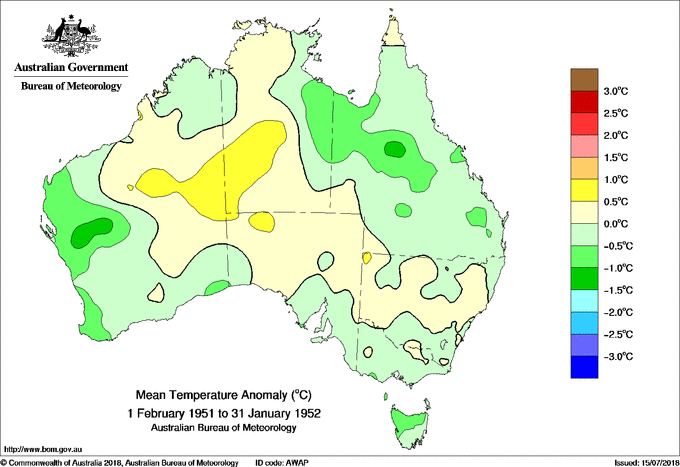 Australian Government
Bureau of Meteorology
3.0°C
2.5°C
2.0°C
1.5°C
1.0°C
0.5°C
0.0°C
-0.5°C
-1.0°C
-1.5°C
-2.0°C
-2.5°C
-3.0°C
Mean Temperature Anomaly (°C)
1 February 1951 to 31 January 1952
Australian Bureau of Meteorology
http://www.bom.gov.au
© Commonwealth of Australia 2018, Australian Bureau of Meteorology ID code: AWAP Issued: 15/07/2018